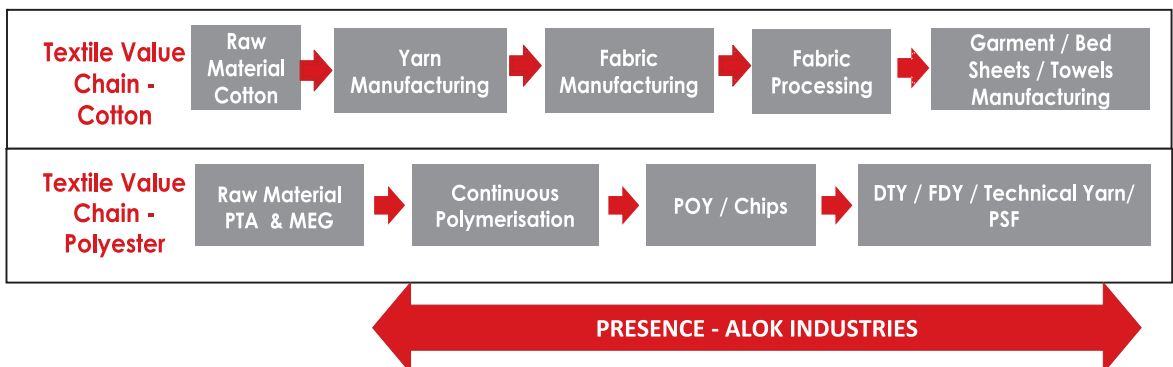 Textile Value
Chain -
Cotton
Raw
Material
Cotton
Yarn
Manufacturing
Fabric
Manufacturing
Fabric
Processing
Garment / Bed
Sheets / Towels
Manufacturing
Textile Value
Chain -
Polyester
Raw Material
PTA & MEG
Continuous
Polymerisation
POY / Chips
DTY / FDY / Technical Yarn/
PSF
PRESENCE - ALOK INDUSTRIES